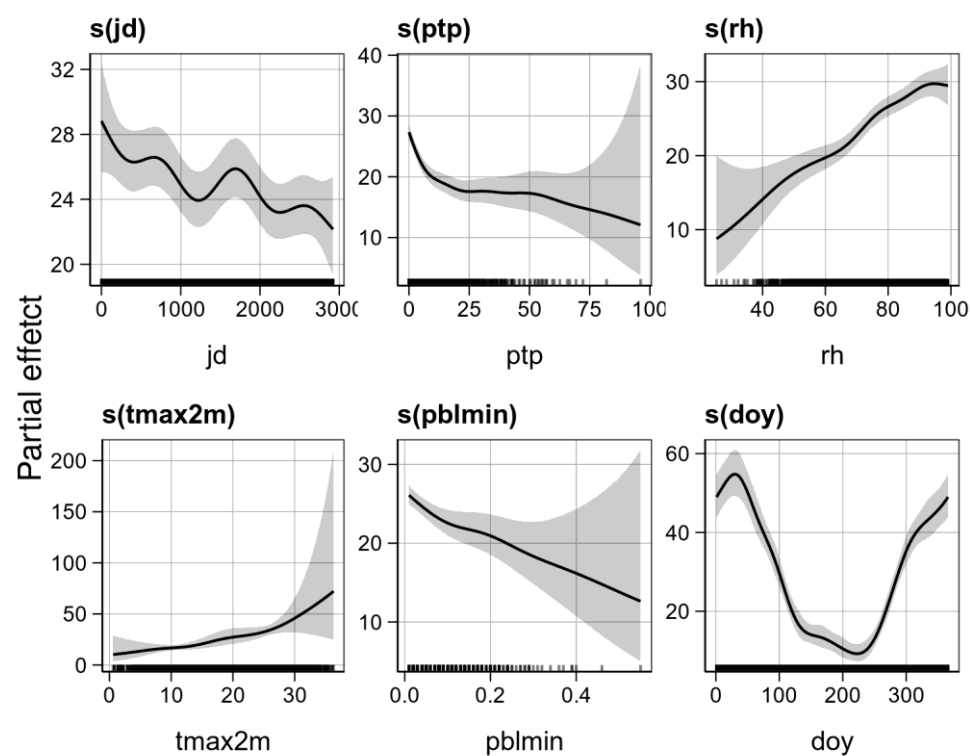 s(jd) s(ptp) s(rh)
32 28 24 20
40 30 20 10
30 20 10
0 1000 2000 3000
0 25 50 75 100
40 60 80 100
jd ptp rh
Partial effetct
s(tmax2m) s(pblmin) s(doy)
200 150 100 50 0
30 20 10
60 40 20
0 10 20 30
0.0 0.2 0.4
0 100 200 300
tmax2m pblmin doy